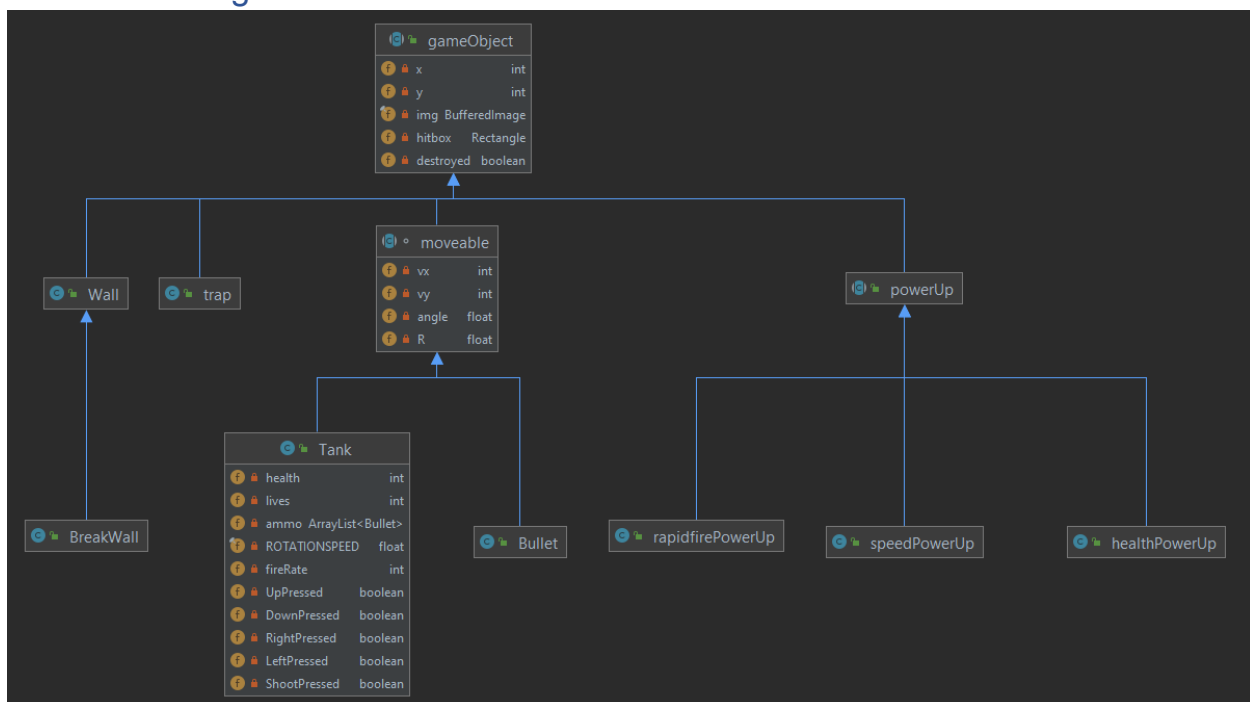 g
gameObject
x int
y int
img BufferedImage
hitbox Rectangle
destroyed boolean
moveable
vx int
vy int
angle float
R float
Wall
trap
powerUp
Tank
health int
lives int
ammo ArrayList<Bullet>
ROTATIONSPEED float
fireRate int
UpPressed boolean
DownPressed boolean
RightPressed boolean
LeftPressed boolean
ShootPressed boolean
BreakWall
Bullet
rapidfirePowerUp
speedPowerUp
healthPowerUp